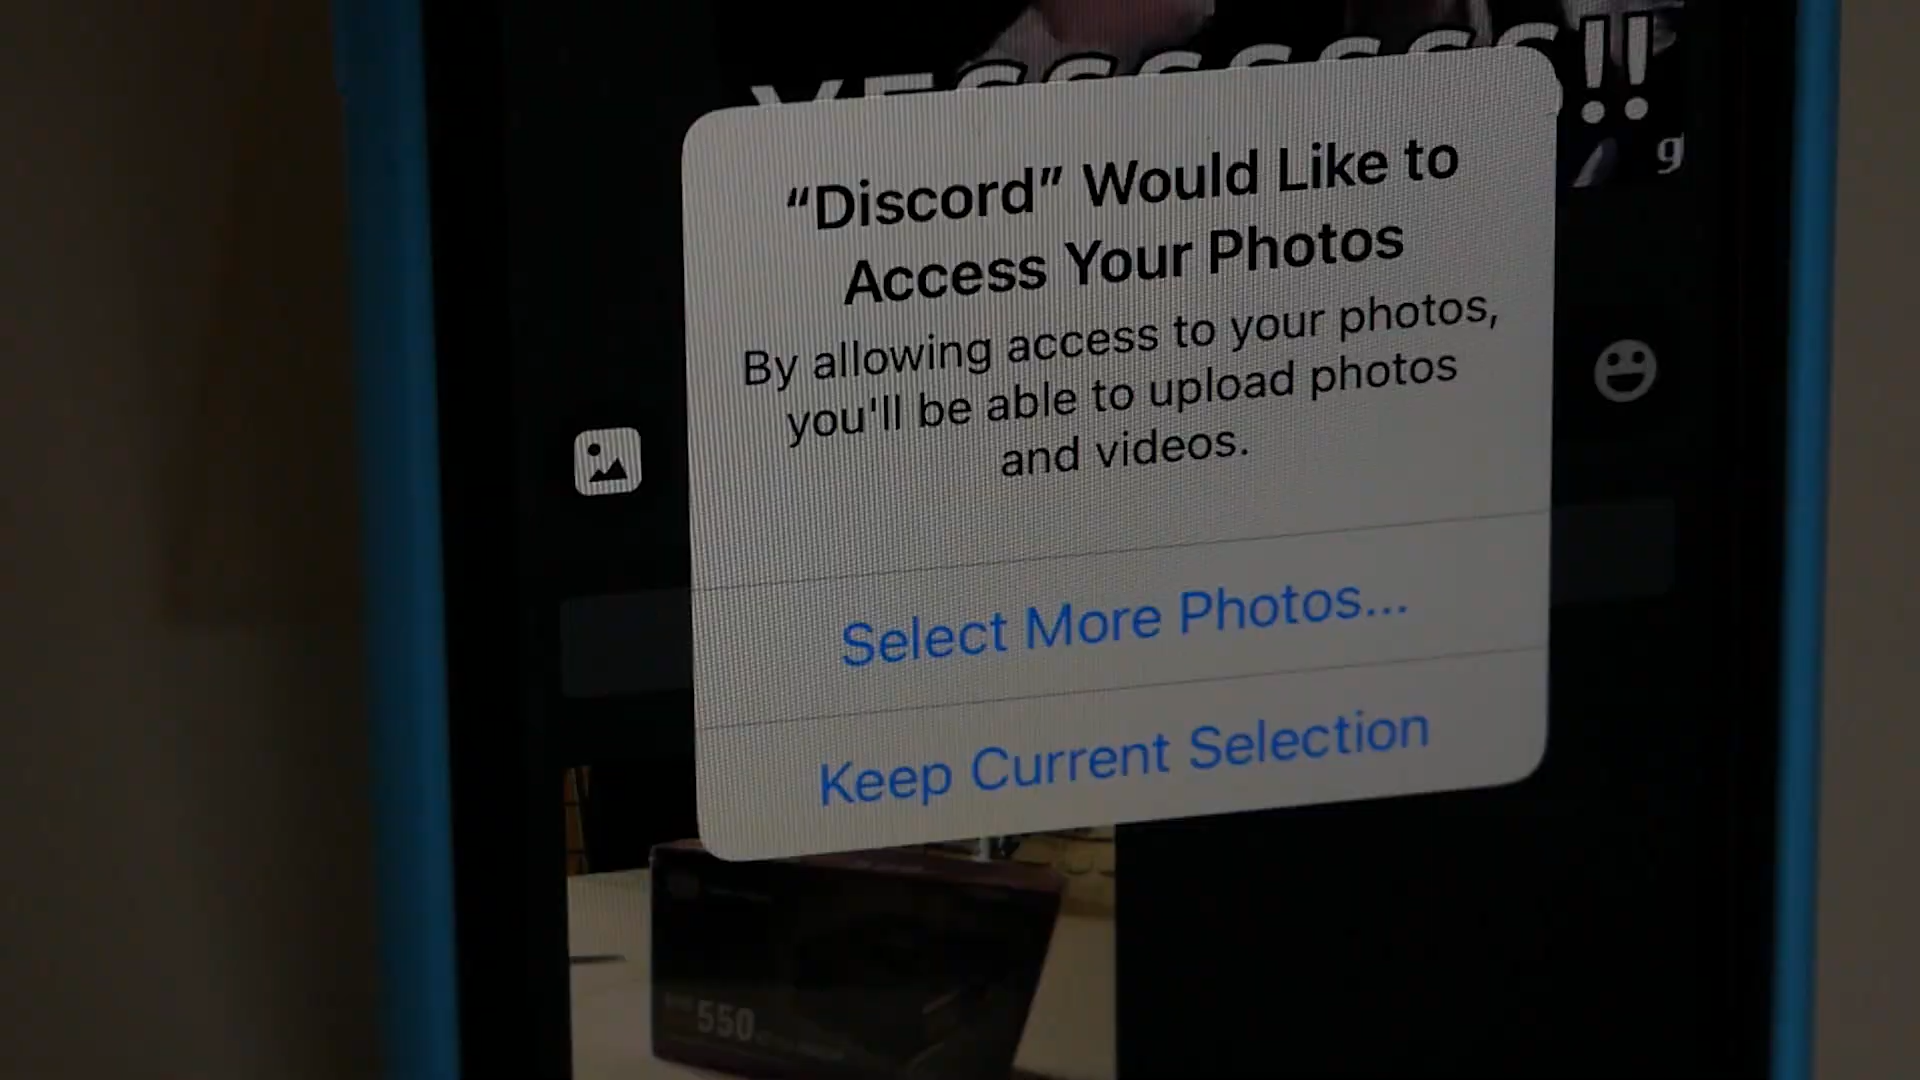 !!
g
“Discord” Would Like to
Access Your Photos
By allowing access to your photos,
you'll be able to upload photos
and videos.
Select More Photos...
Keep Current Selection
550